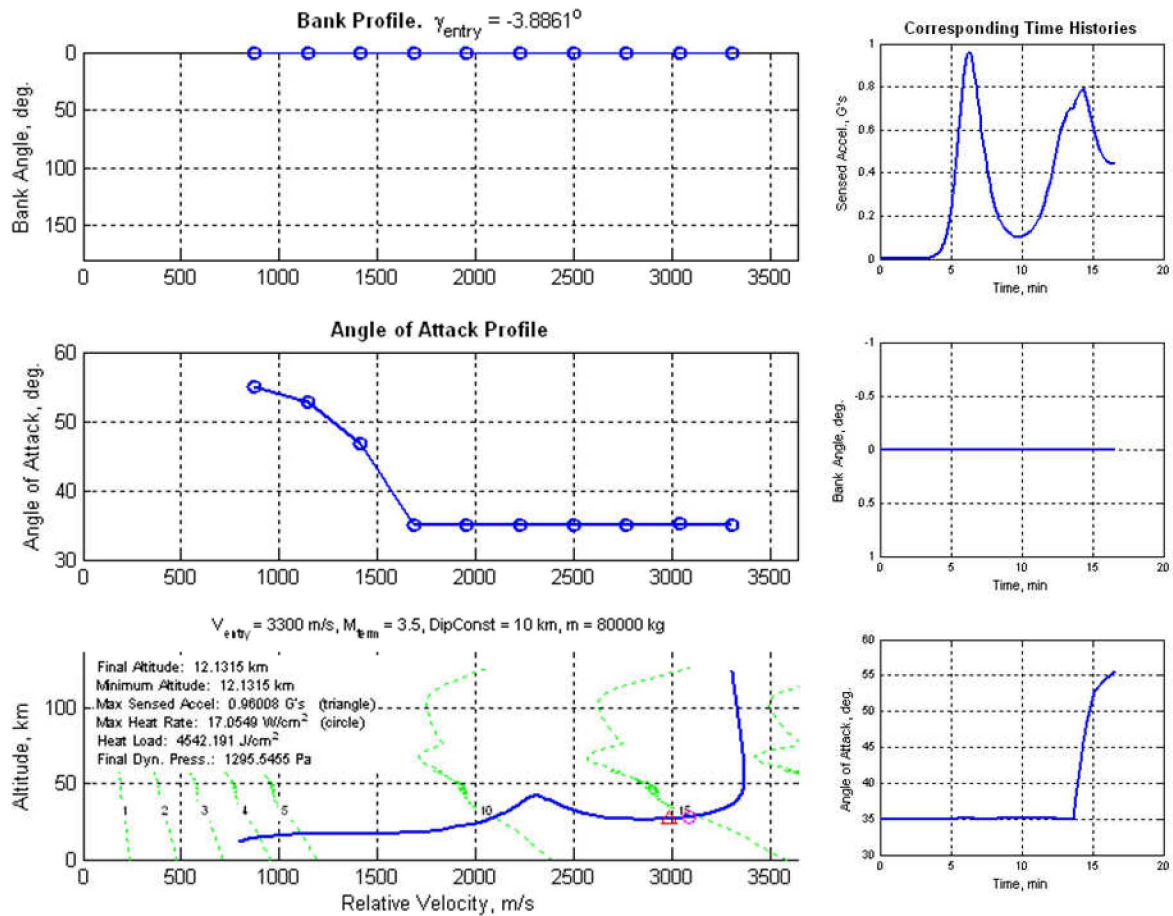 Bank Profile. γentry = -3.8861°
0
50
100
150
Bank Angle, deg.
0 500 1000 1500 2000 2500 3000 3500
Corresponding Time Histories
1
0.8
0.6
0.4
0.2
0
Sensed Accel., G's
0 5 10 15 20
Time, min
Angle of Attack Profile
60
50
40
30
Angle of Attack, deg.
0 500 1000 1500 2000 2500 3000 3500
-1
-0.5
0
0.5
1
Bank Angle, deg.
0 5 10 15 20
Time, min
Ventry = 3300 m/s, Mterm = 3.5, DipConst = 10 km, m = 80000 kg
Final Altitude: 12.1315 km
Minimum Altitude: 12.1315 km
Max Sensed Accel: 0.96008 G's (triangle)
Max Heat Rate: 17.0549 W/cm² (circle)
Heat Load: 4542.191 J/cm²
Final Dyn. Press.: 1295.5455 Pa
100
50
0
Altitude, km
1 2 3 4 5 10 15
0 500 1000 1500 2000 2500 3000 3500
Relative Velocity, m/s
60
55
50
45
40
35
30
Angle of Attack, deg.
0 5 10 15 20
Time, min